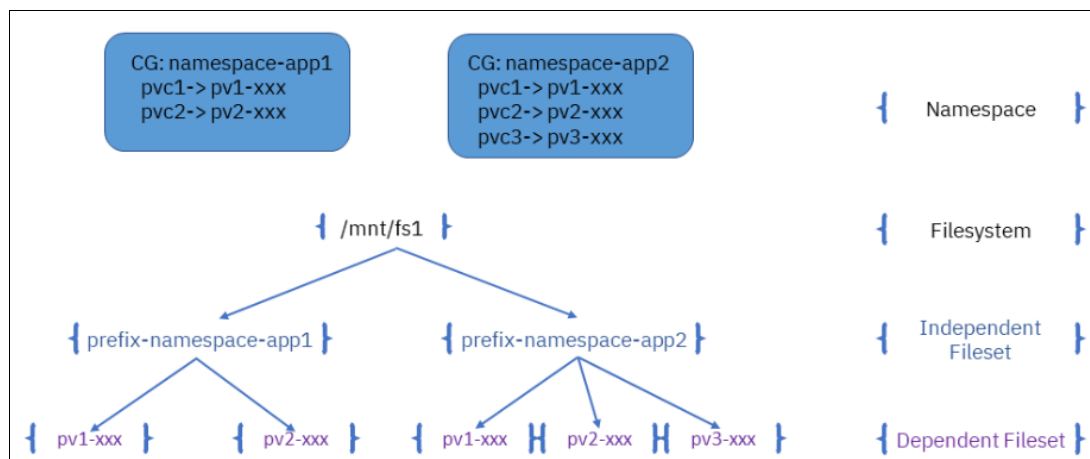 CG: namespace-app1
pvc1-> pv1-xxx
pvc2-> pv2-xxx
CG: namespace-app2
pvc1-> pv1-xxx
pvc2-> pv2-xxx
pvc3-> pv3-xxx
{ Namespace }
{ /mnt/fs1 }
{ Filesystem }
{ prefix-namespace-app1 }
{ prefix-namespace-app2 }
{ Independent
Fileset }
{ pv1-xxx }
{ pv2-xxx }
{ pv1-xxx }{ pv2-xxx }{ pv3-xxx }
{ Dependent Fileset }